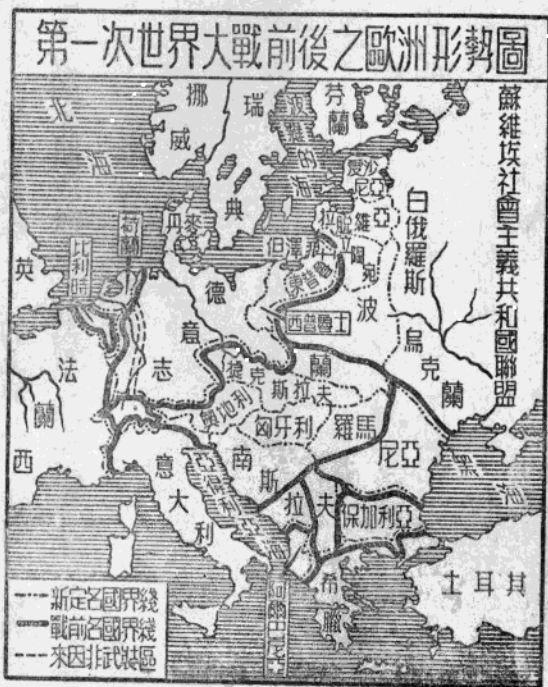 第一次世界大戰前後之歐洲形勢圖
蘇維埃社會主義共和國聯盟
北海
挪威
瑞典
波羅的海
芬蘭
愛沙尼亞
拉脫維亞
立陶宛
白俄羅斯
烏克蘭
丹麥
但澤
東普魯士
西普魯士
荷蘭
比利時
英
德意志
波蘭
法蘭西
捷克斯拉夫
奧地利
匈牙利
羅馬尼亞
黑海
意大利
亞得利亞海
南斯拉夫
保加利亞
阿爾巴尼亞
希臘
土耳其
新定各國界綫
戰前各國界綫
來因非武裝區